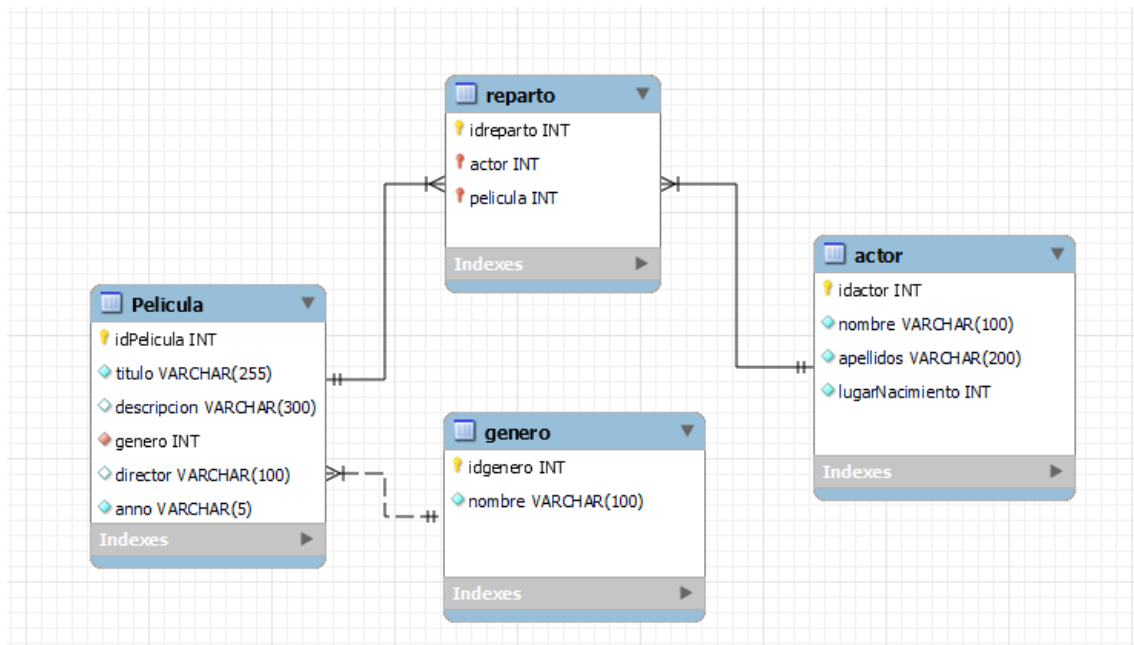 reparto
idreparto INT
actor INT
pelicula INT
Indexes
actor
idactor INT
nombre VARCHAR(100)
apellidos VARCHAR(200)
lugarNacimiento INT
Indexes
Pelicula
idPelicula INT
titulo VARCHAR(255)
descripcion VARCHAR(300)
genero INT
director VARCHAR(100)
anno VARCHAR(5)
Indexes
genero
idgenero INT
nombre VARCHAR(100)
Indexes